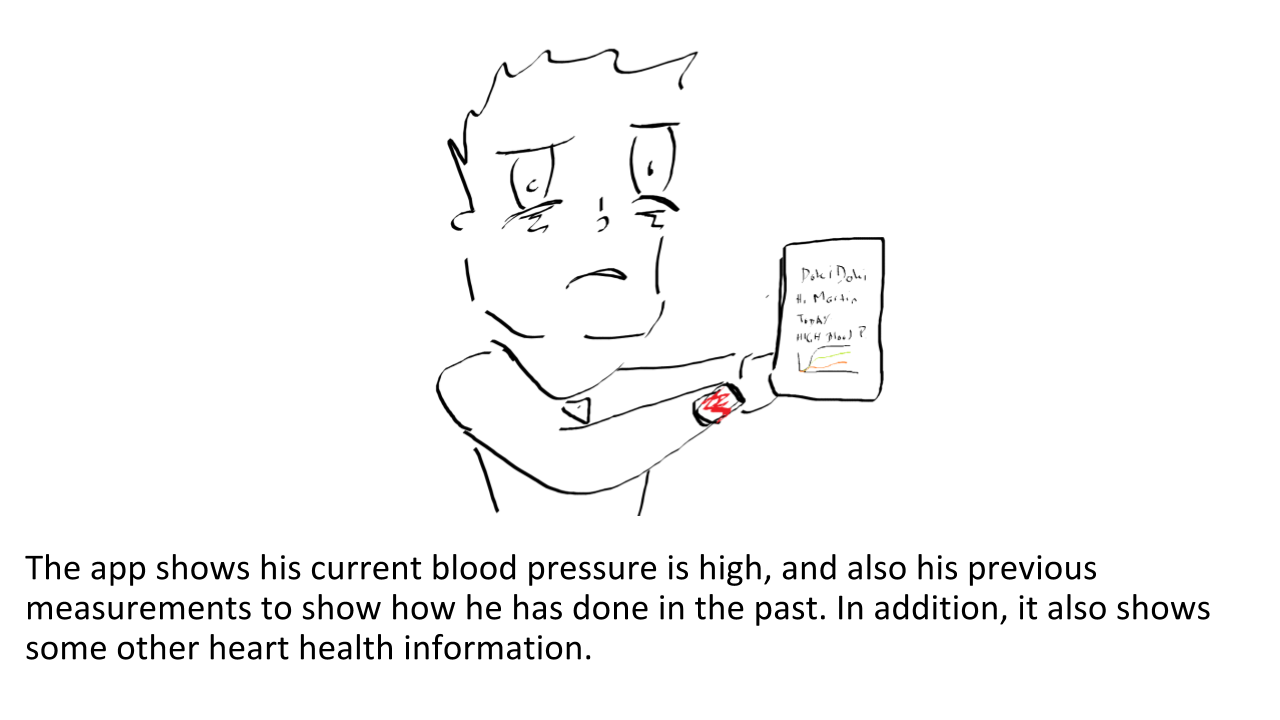 Doki Doki
Hi Martin
Today
HIGH Blood P
The app shows his current blood pressure is high, and also his previous
measurements to show how he has done in the past. In addition, it also shows
some other heart health information.